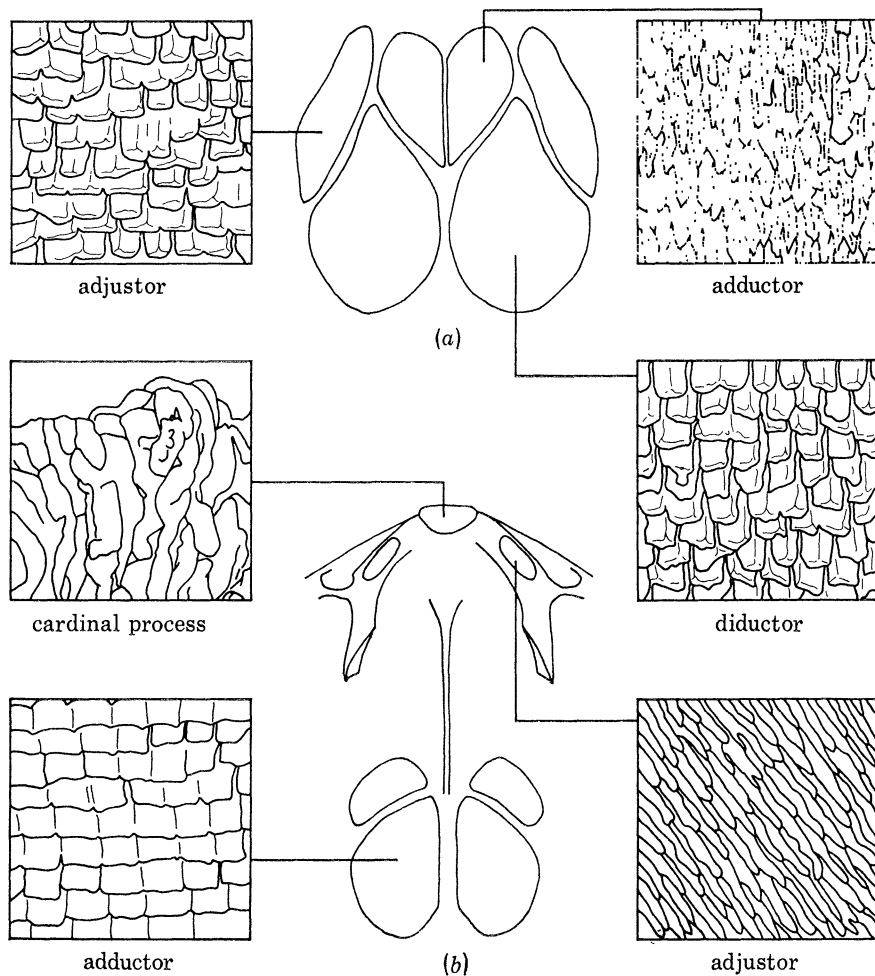 adjustor
adductor
(a)
cardinal process
diductor
adductor
(b)
adjustor